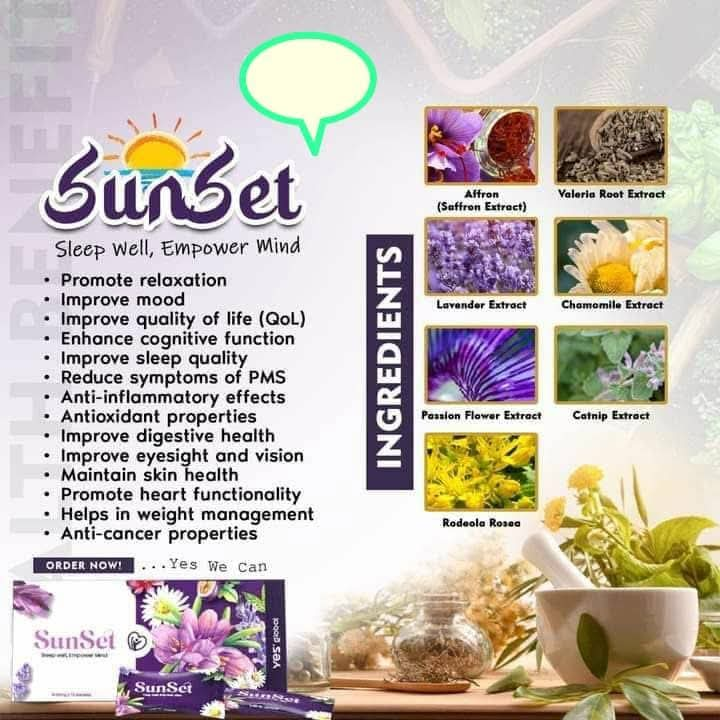 HEALTH BENEFIT
SunSet
Sleep Well, Empower Mind
• Promote relaxation
• Improve mood
• Improve quality of life (QoL)
• Enhance cognitive function
• Improve sleep quality
• Reduce symptoms of PMS
• Anti-inflammatory effects
• Antioxidant properties
• Improve digestive health
• Improve eyesight and vision
• Maintain skin health
• Promote heart functionality
• Helps in weight management
• Anti-cancer properties
ORDER NOW!
...Yes We Can
SunSet
Sleep well, Empower Mind
YES global
SunSet
SunSet
INGREDIENTS
Affron
(Saffron Extract)
Valeria Root Extract
Lavender Extract
Chamomile Extract
Passion Flower Extract
Catnip Extract
Rodeola Rosea